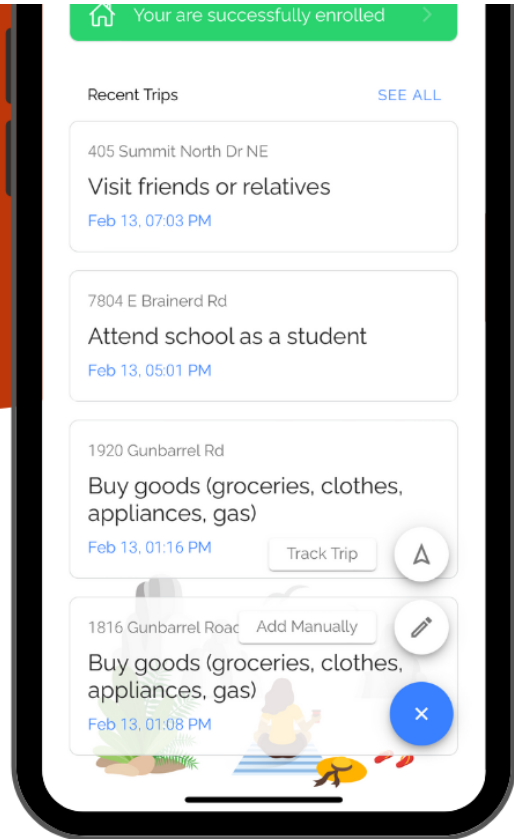 Your are successfully enrolled
Recent Trips
SEE ALL
405 Summit North Dr NE
Visit friends or relatives
Feb 13, 07:03 PM
7804 E Brainerd Rd
Attend school as a student
Feb 13, 05:01 PM
1920 Gunbarrel Rd
Buy goods (groceries, clothes,
appliances, gas)
Feb 13, 01:16 PM
Track Trip
1816 Gunbarrel Roac
Add Manually
Buy goods (groceries, clothes,
appliances, gas)
Feb 13, 01:08 PM